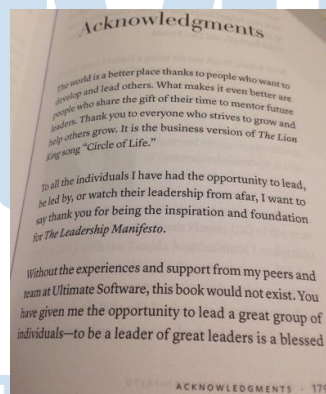 Acknowledgments
The world is a better place thanks to people who want to
develop and lead others. What makes it even better are
people who share the gift of their time to mentor future
leaders. Thank you to everyone who strives to grow and
help others grow. It is the business version of The Lion
King song “Circle of Life.”
To all the individuals I have had the opportunity to lead,
be led by, or watch their leadership from afar, I want to
say thank you for being the inspiration and foundation
for The Leadership Manifesto.
Without the experiences and support from my peers and
team at Ultimate Software, this book would not exist. You
have given me the opportunity to lead a great group of
individuals—to be a leader of great leaders is a blessed
ACKNOWLEDGMENTS · 179